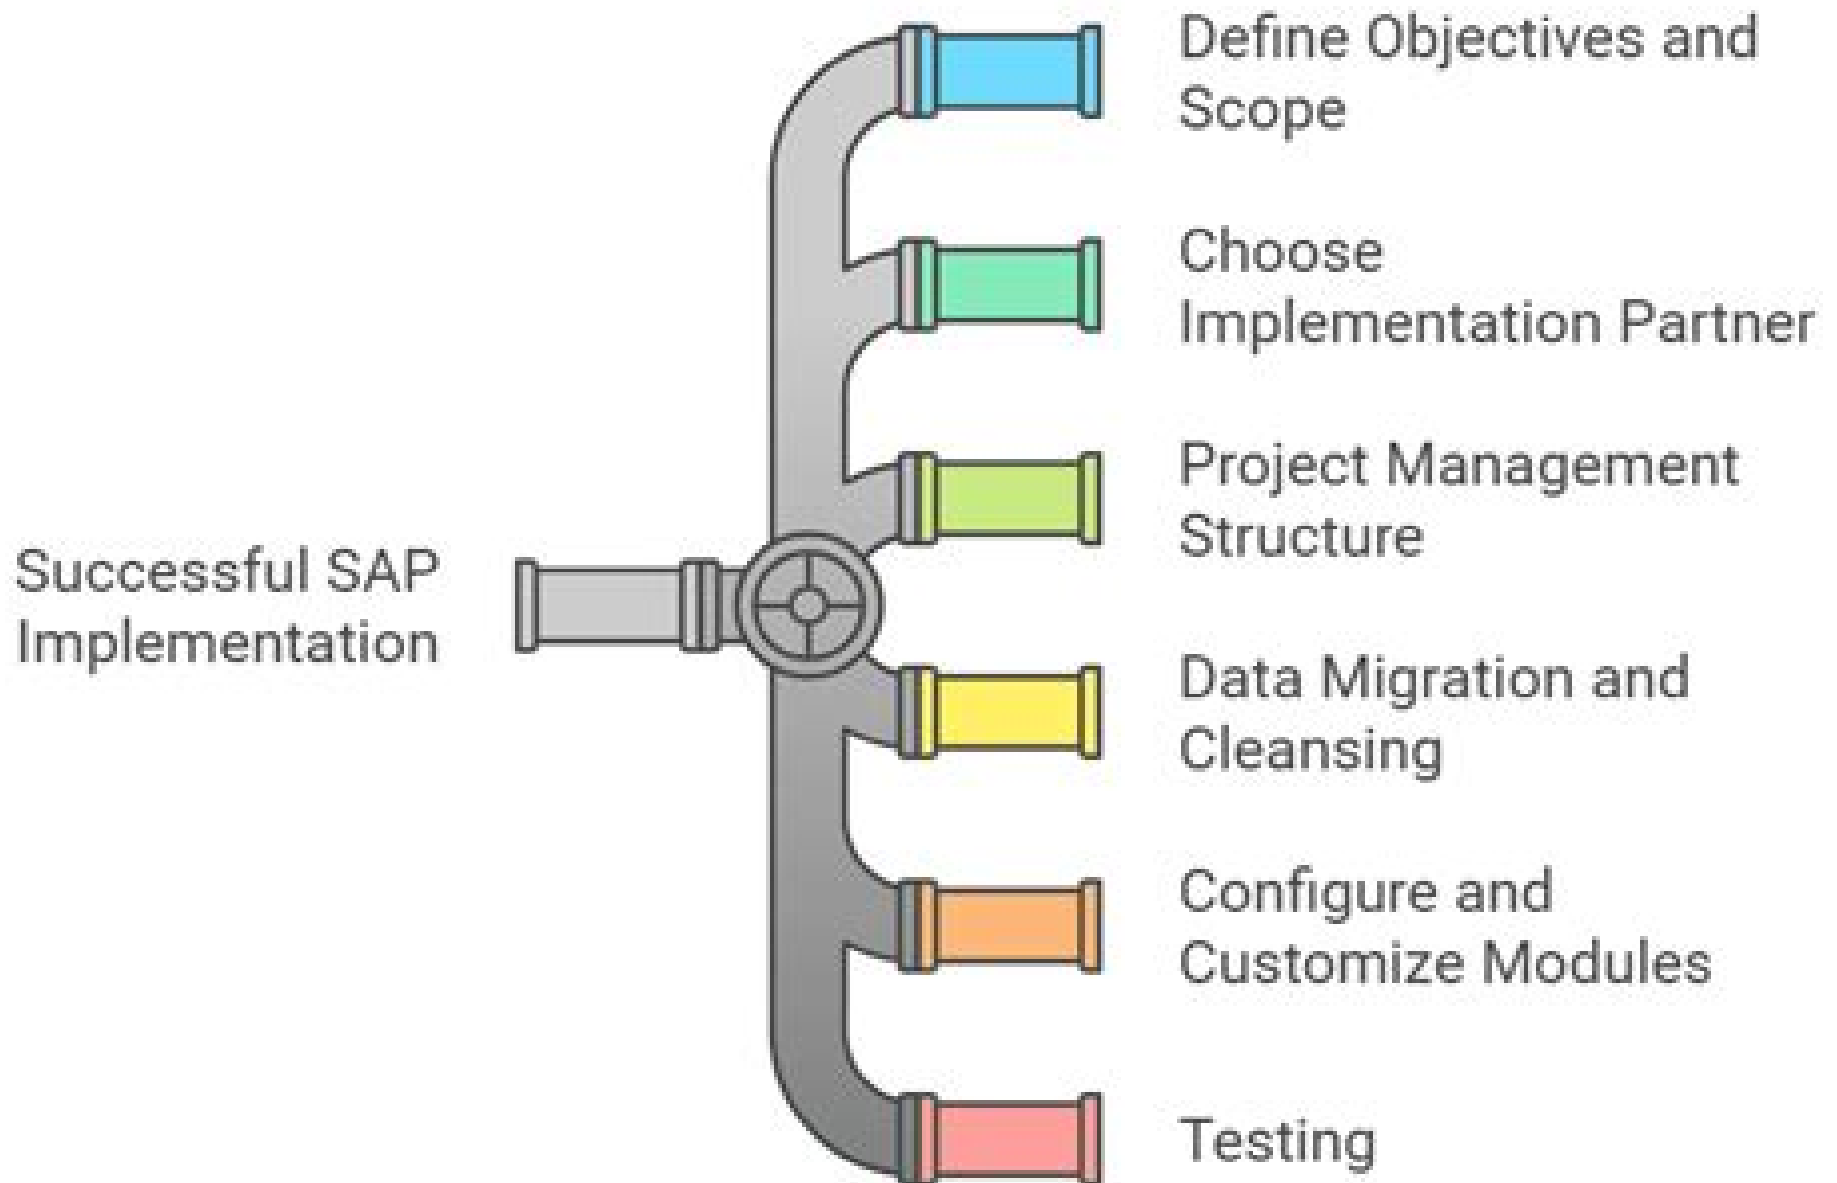 Define Objectives and
Scope
Choose
Implementation Partner
Project Management
Structure
Successful SAP
Implementation
Data Migration and
Cleansing
Configure and
Customize Modules
Testing